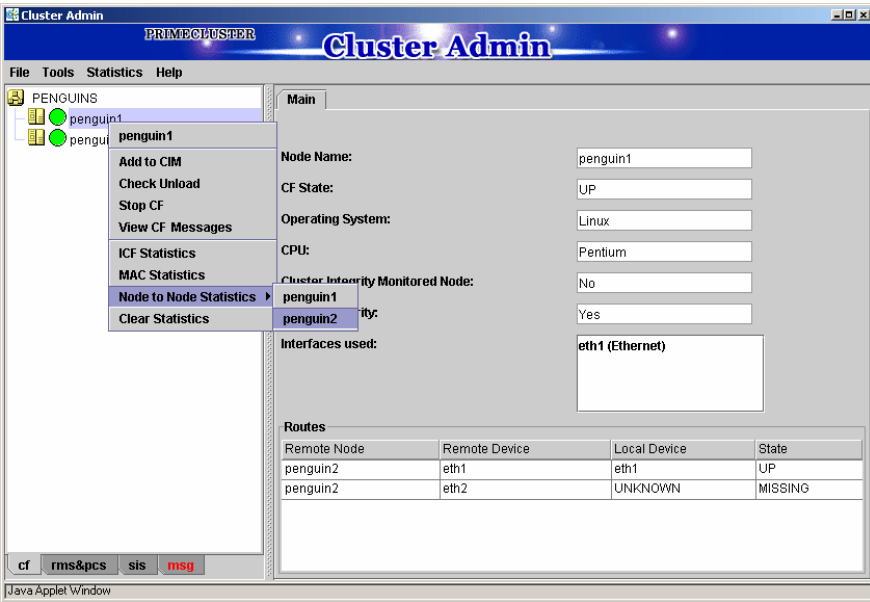 Cluster Admin
PRIMECLUSTER
Cluster Admin
File Tools Statistics Help
PENGUINS
penguin1
pengui
penguin1
Add to CIM
Check Unload
Stop CF
View CF Messages
ICF Statistics
MAC Statistics
Node to Node Statistics
Clear Statistics
penguin1
penguin2
Main
Node Name: penguin1
CF State: UP
Operating System: Linux
CPU: Pentium
Cluster Integrity Monitored Node: No
rity: Yes
Interfaces used: eth1 (Ethernet)
Routes
Remote Node Remote Device Local Device State
penguin2 eth1 eth1 UP
penguin2 eth2 UNKNOWN MISSING
cf rms&pcs sis msg
Java Applet Window